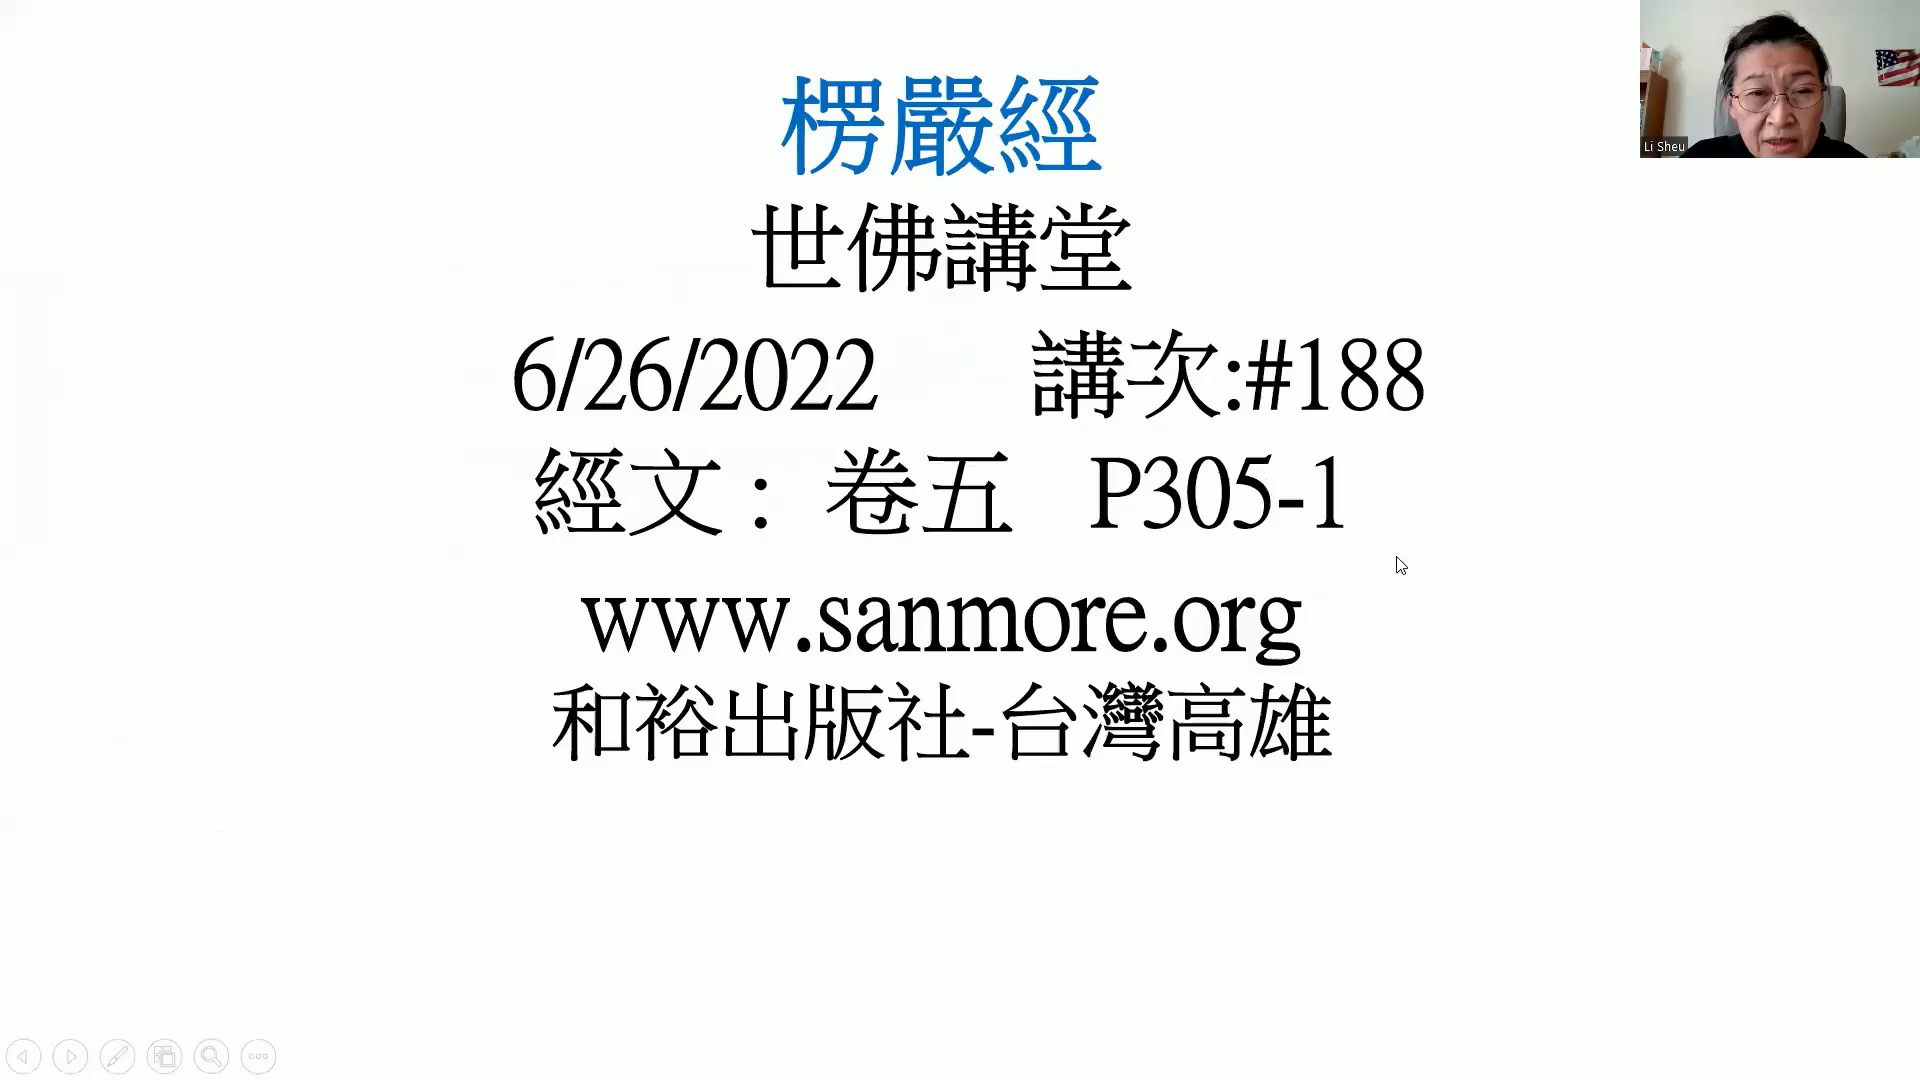 楞嚴經
世佛講堂
6/26/2022 講次:#188
經文： 卷五 P305-1
www.sanmore.org
和裕出版社-台灣高雄
Li Sheu